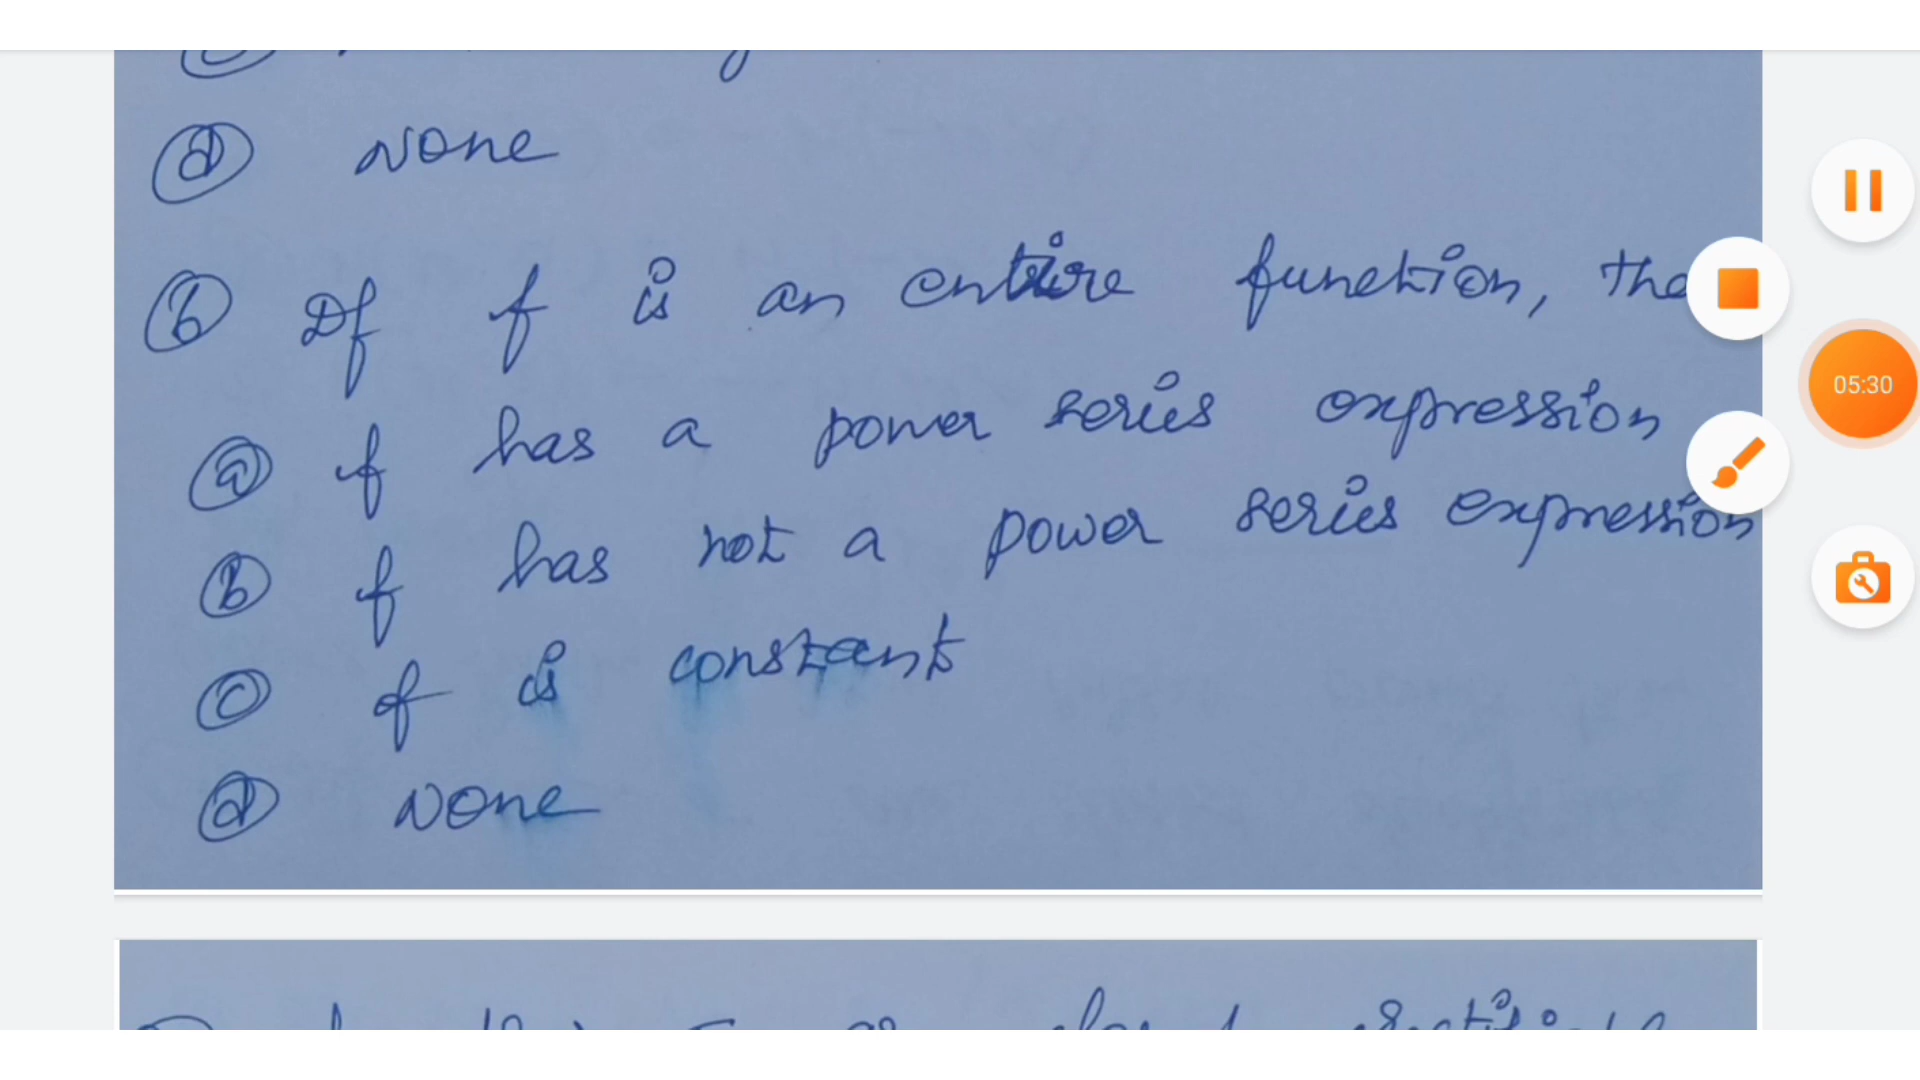 d None
6 If f is an entire function, the
a f has a power series expression
b f has not a power series expression
c f is constant
d None
05:30